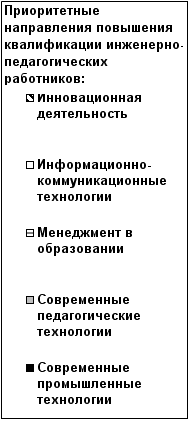 Приоритетные
направления повышения
квалификации инженерно-
педагогических
работников:
Инновационная
деятельность
Информационно-
коммуникационные
технологии
Менеджмент в
образовании
Современные
педагогические
технологии
Современные
промышленные
технологии